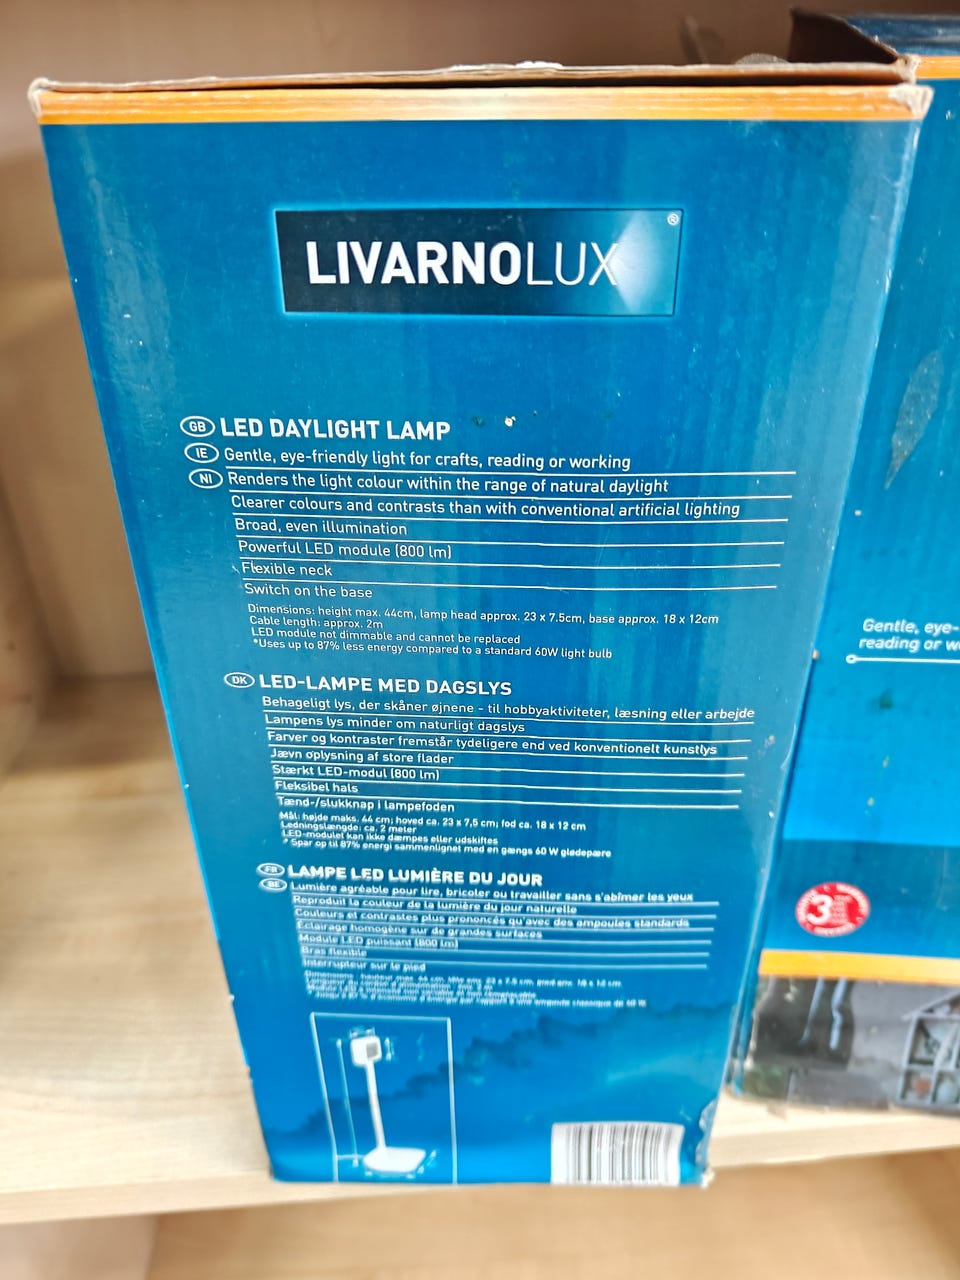 LIVARNOLUX®
GB LED DAYLIGHT LAMP
IE Gentle, eye-friendly light for crafts, reading or working
NI Renders the light colour within the range of natural daylight
Clearer colours and contrasts than with conventional artificial lighting
Broad, even illumination
Powerful LED module (800 lm)
Flexible neck
Switch on the base
Dimensions: height max. 44cm, lamp head approx. 23 x 7.5cm, base approx. 18 x 12cm
Cable length: approx. 2m
LED module not dimmable and cannot be replaced
*Uses up to 87% less energy compared to a standard 60W light bulb
DK LED-LAMPE MED DAGSLYS
Behageligt lys, der skåner øjnene - til hobbyaktiviteter, læsning eller arbejde
Lampens lys minder om naturligt dagslys
Farver og kontraster fremstår tydeligere end ved konventionelt kunstlys
Jævn oplysning af store flader
Stærkt LED-modul (800 lm)
Fleksibel hals
Tænd-/slukknap i lampefoden
Mål: højde maks. 44 cm; hoved ca. 23 x 7,5 cm; fod ca. 18 x 12 cm
Ledningslængde: ca. 2 meter
LED-modulet kan ikke dæmpes eller udskiftes
* Spar op til 87% energi sammenlignet med en gængs 60 W glødepære
FR LAMPE LED LUMIÈRE DU JOUR
BE Lumière agréable pour lire, bricoler ou travailler sans s'abîmer les yeux
Reproduit la couleur de la lumière du jour naturelle
Couleurs et contrastes plus prononcés qu'avec des ampoules standards
Éclairage homogène sur de grandes surfaces
Module LED puissant (800 lm)
Bras flexible
Interrupteur sur le pied
Gentle, eye-
reading or w
3